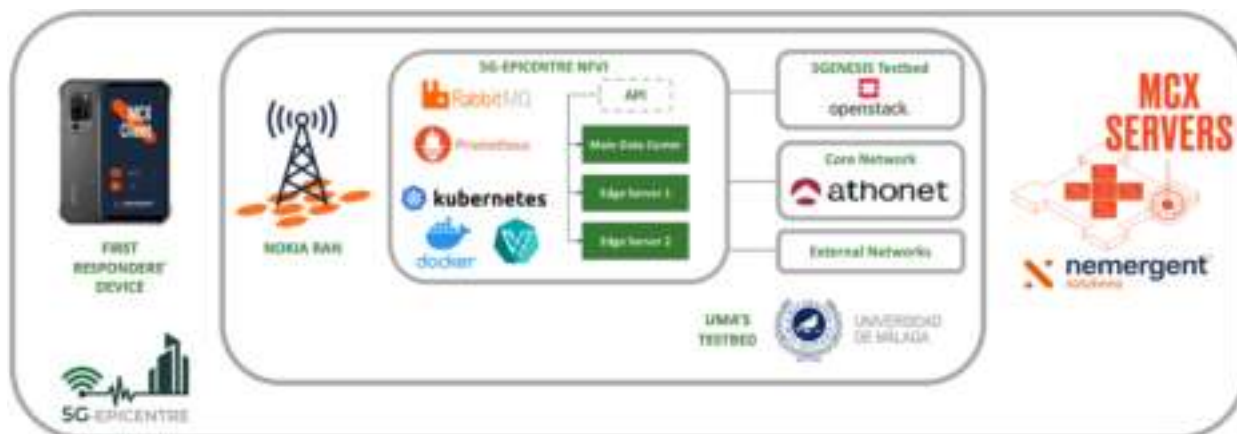 FIRST
RESPONDERS'
DEVICE
5G-EPICENTRE
NOKIA RAN
5G-EPICENTRE NFVI
RabbitMQ
Prometheus
kubernetes
docker
API
Main Data Center
Edge Server 1
Edge Server 2
5GENESIS Testbed
openstack.
Core Network
athonet
External Networks
UMA'S
TESTBED
UNIVERSIDAD
DE MÁLAGA
MCX
SERVERS
nemergent
solutions